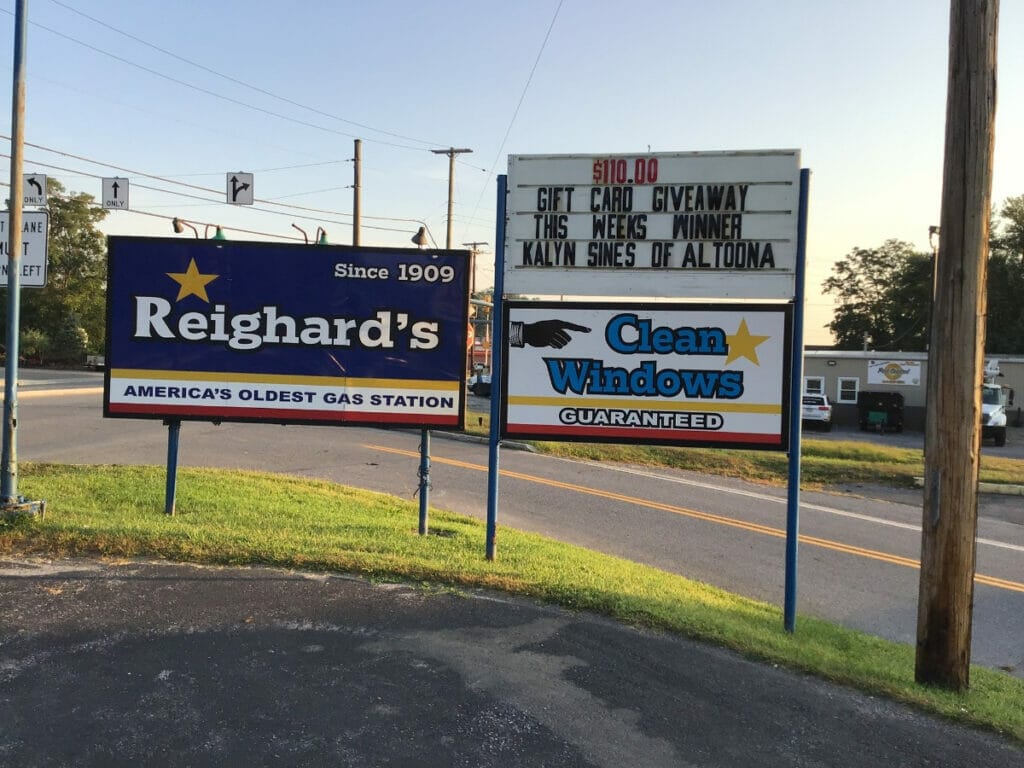 ONLY
ONLY
LANE
MUST
LEFT
Since 1909
Reighard's
AMERICA'S OLDEST GAS STATION
$110.00
GIFT CARD GIVEAWAY
THIS WEEKS WINNER
KALYN SINES OF ALTOONA
Clean
Windows
GUARANTEED